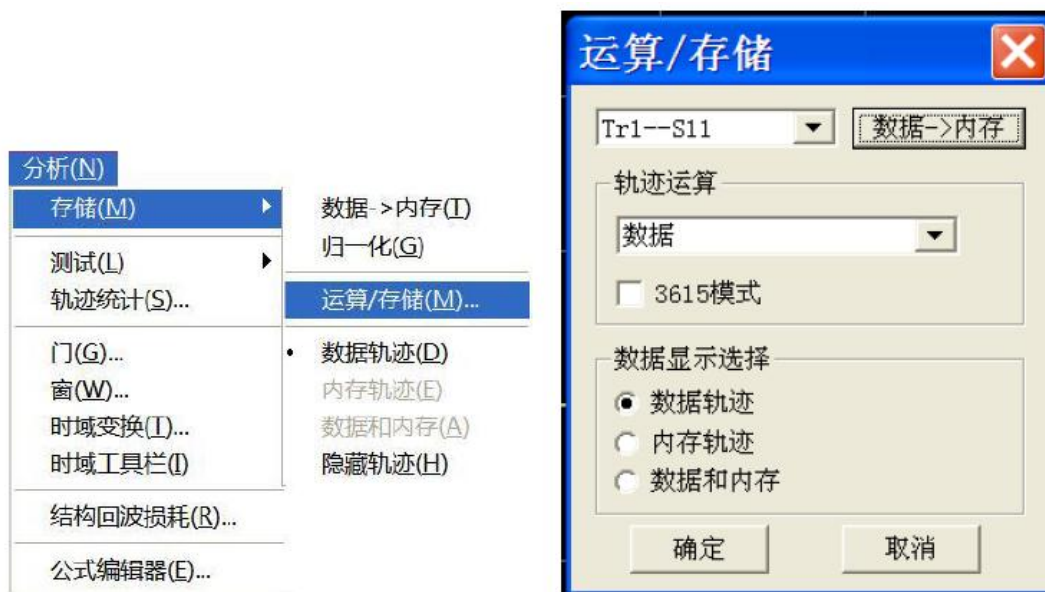 分析(N)
存储(M)
测试(L)
轨迹统计(S)...
门(G)...
窗(W)...
时域变换(T)...
时域工具栏(I)
结构回波损耗(R)...
公式编辑器(E)...
数据->内存(T)
归一化(G)
运算/存储(M)...
数据轨迹(D)
内存轨迹(E)
数据和内存(A)
隐藏轨迹(H)
运算/存储
Tr1--S11
数据->内存
轨迹运算
数据
3615模式
数据显示选择
数据轨迹
内存轨迹
数据和内存
确定
取消